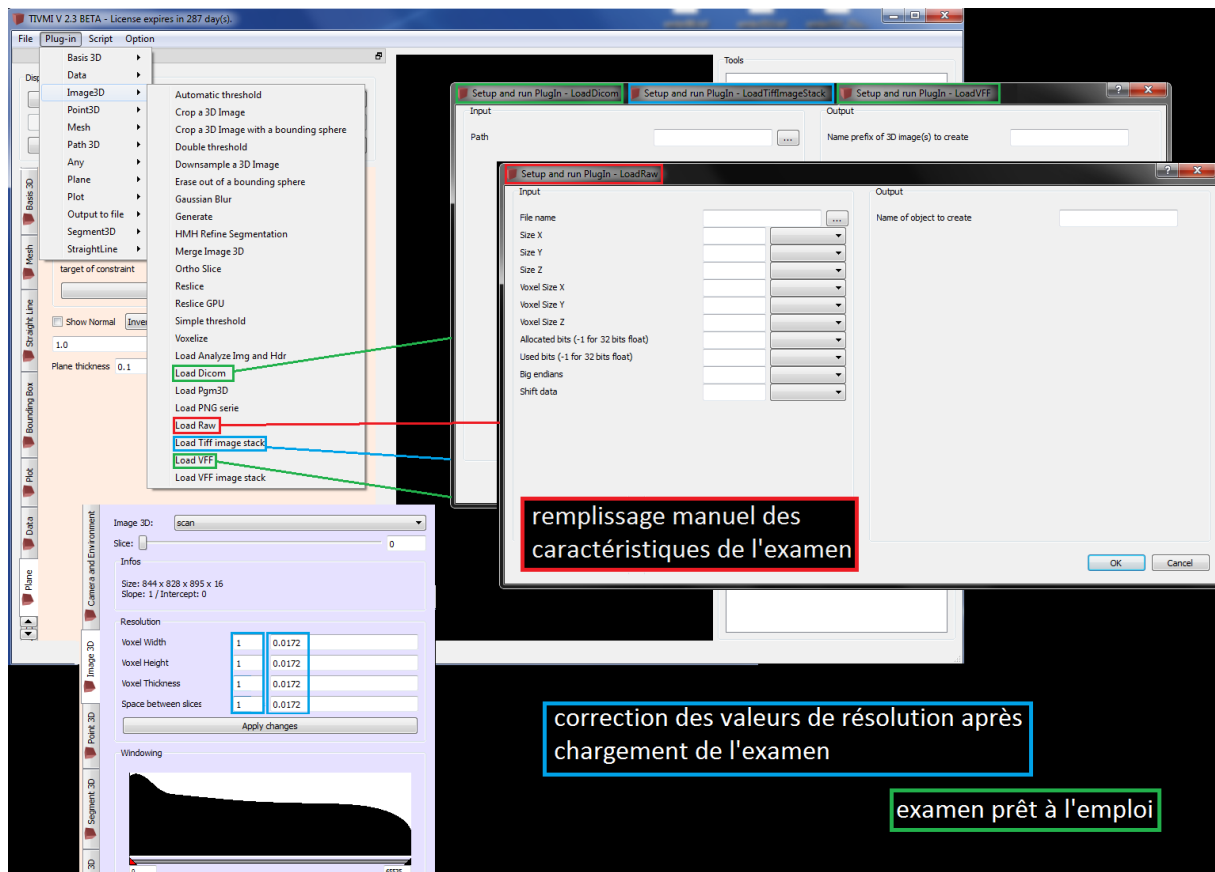 TIVMI V 2.3 BETA - License expires in 287 day(s).
File Plug-in Script Option
Basis 3D
Data
Image3D
Point3D
Mesh
Path 3D
Any
Plane
Plot
Output to file
Segment3D
StraightLine
Automatic threshold
Crop a 3D Image
Crop a 3D Image with a bounding sphere
Double threshold
Downsample a 3D Image
Erase out of a bounding sphere
Gaussian Blur
Generate
HMH Refine Segmentation
Merge Image 3D
Ortho Slice
Reslice
Reslice GPU
Simple threshold
Voxelize
Load Analyze Img and Hdr
Load Dicom
Load Pgm3D
Load PNG serie
Load Raw
Load Tiff image stack
Load VFF
Load VFF image stack
Basis 3D
Mesh
Straight Line
Bounding Box
Plot
Data
Plane
target of constraint
Show Normal
1.0
Plane thickness 0.1
Tools
Setup and run PlugIn - LoadDicom
Setup and run PlugIn - LoadTiffImageStack
Setup and run PlugIn - LoadVFF
Input
Path ...
Output
Name prefix of 3D image(s) to create
Setup and run PlugIn - LoadRaw
Input
File name ...
Size X
Size Y
Size Z
Voxel Size X
Voxel Size Y
Voxel Size Z
Allocated bits (-1 for 32 bits float)
Used bits (-1 for 32 bits float)
Big endians
Shift data
Output
Name of object to create
OK Cancel
remplissage manuel des
caractéristiques de l'examen
Camera and Environment
Image 3D
Point 3D
Segment 3D
3D
Image 3D: scan
Slice: 0
Infos
Size: 844 x 828 x 895 x 16
Slope: 1 / Intercept: 0
Resolution
Voxel Width 1 0.0172
Voxel Height 1 0.0172
Voxel Thickness 1 0.0172
Space between slices 1 0.0172
Apply changes
Windowing
0 65535
correction des valeurs de résolution après
chargement de l'examen
examen prêt à l'emploi